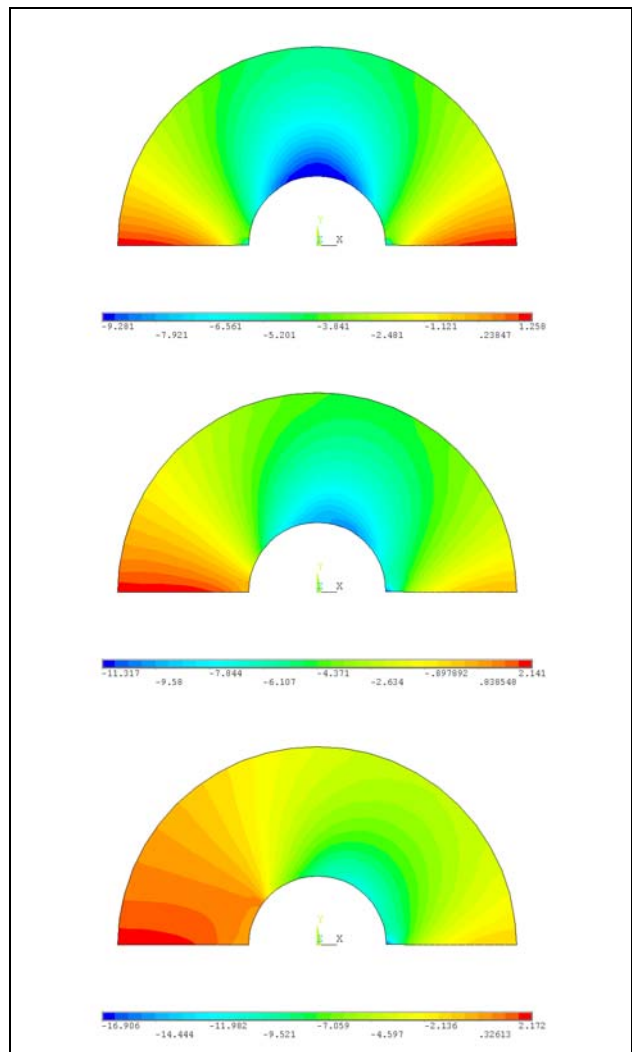 Y
X
-9.281 -6.561 -3.841 -1.121 1.258
-7.921 -5.201 -2.481 .23847
Y
X
-11.317 -7.844 -4.371 -.897892 2.141
-9.58 -6.107 -2.634 .838548
Y
X
-16.906 -11.982 -7.059 -2.136 2.172
-14.444 -9.521 -4.597 .32613